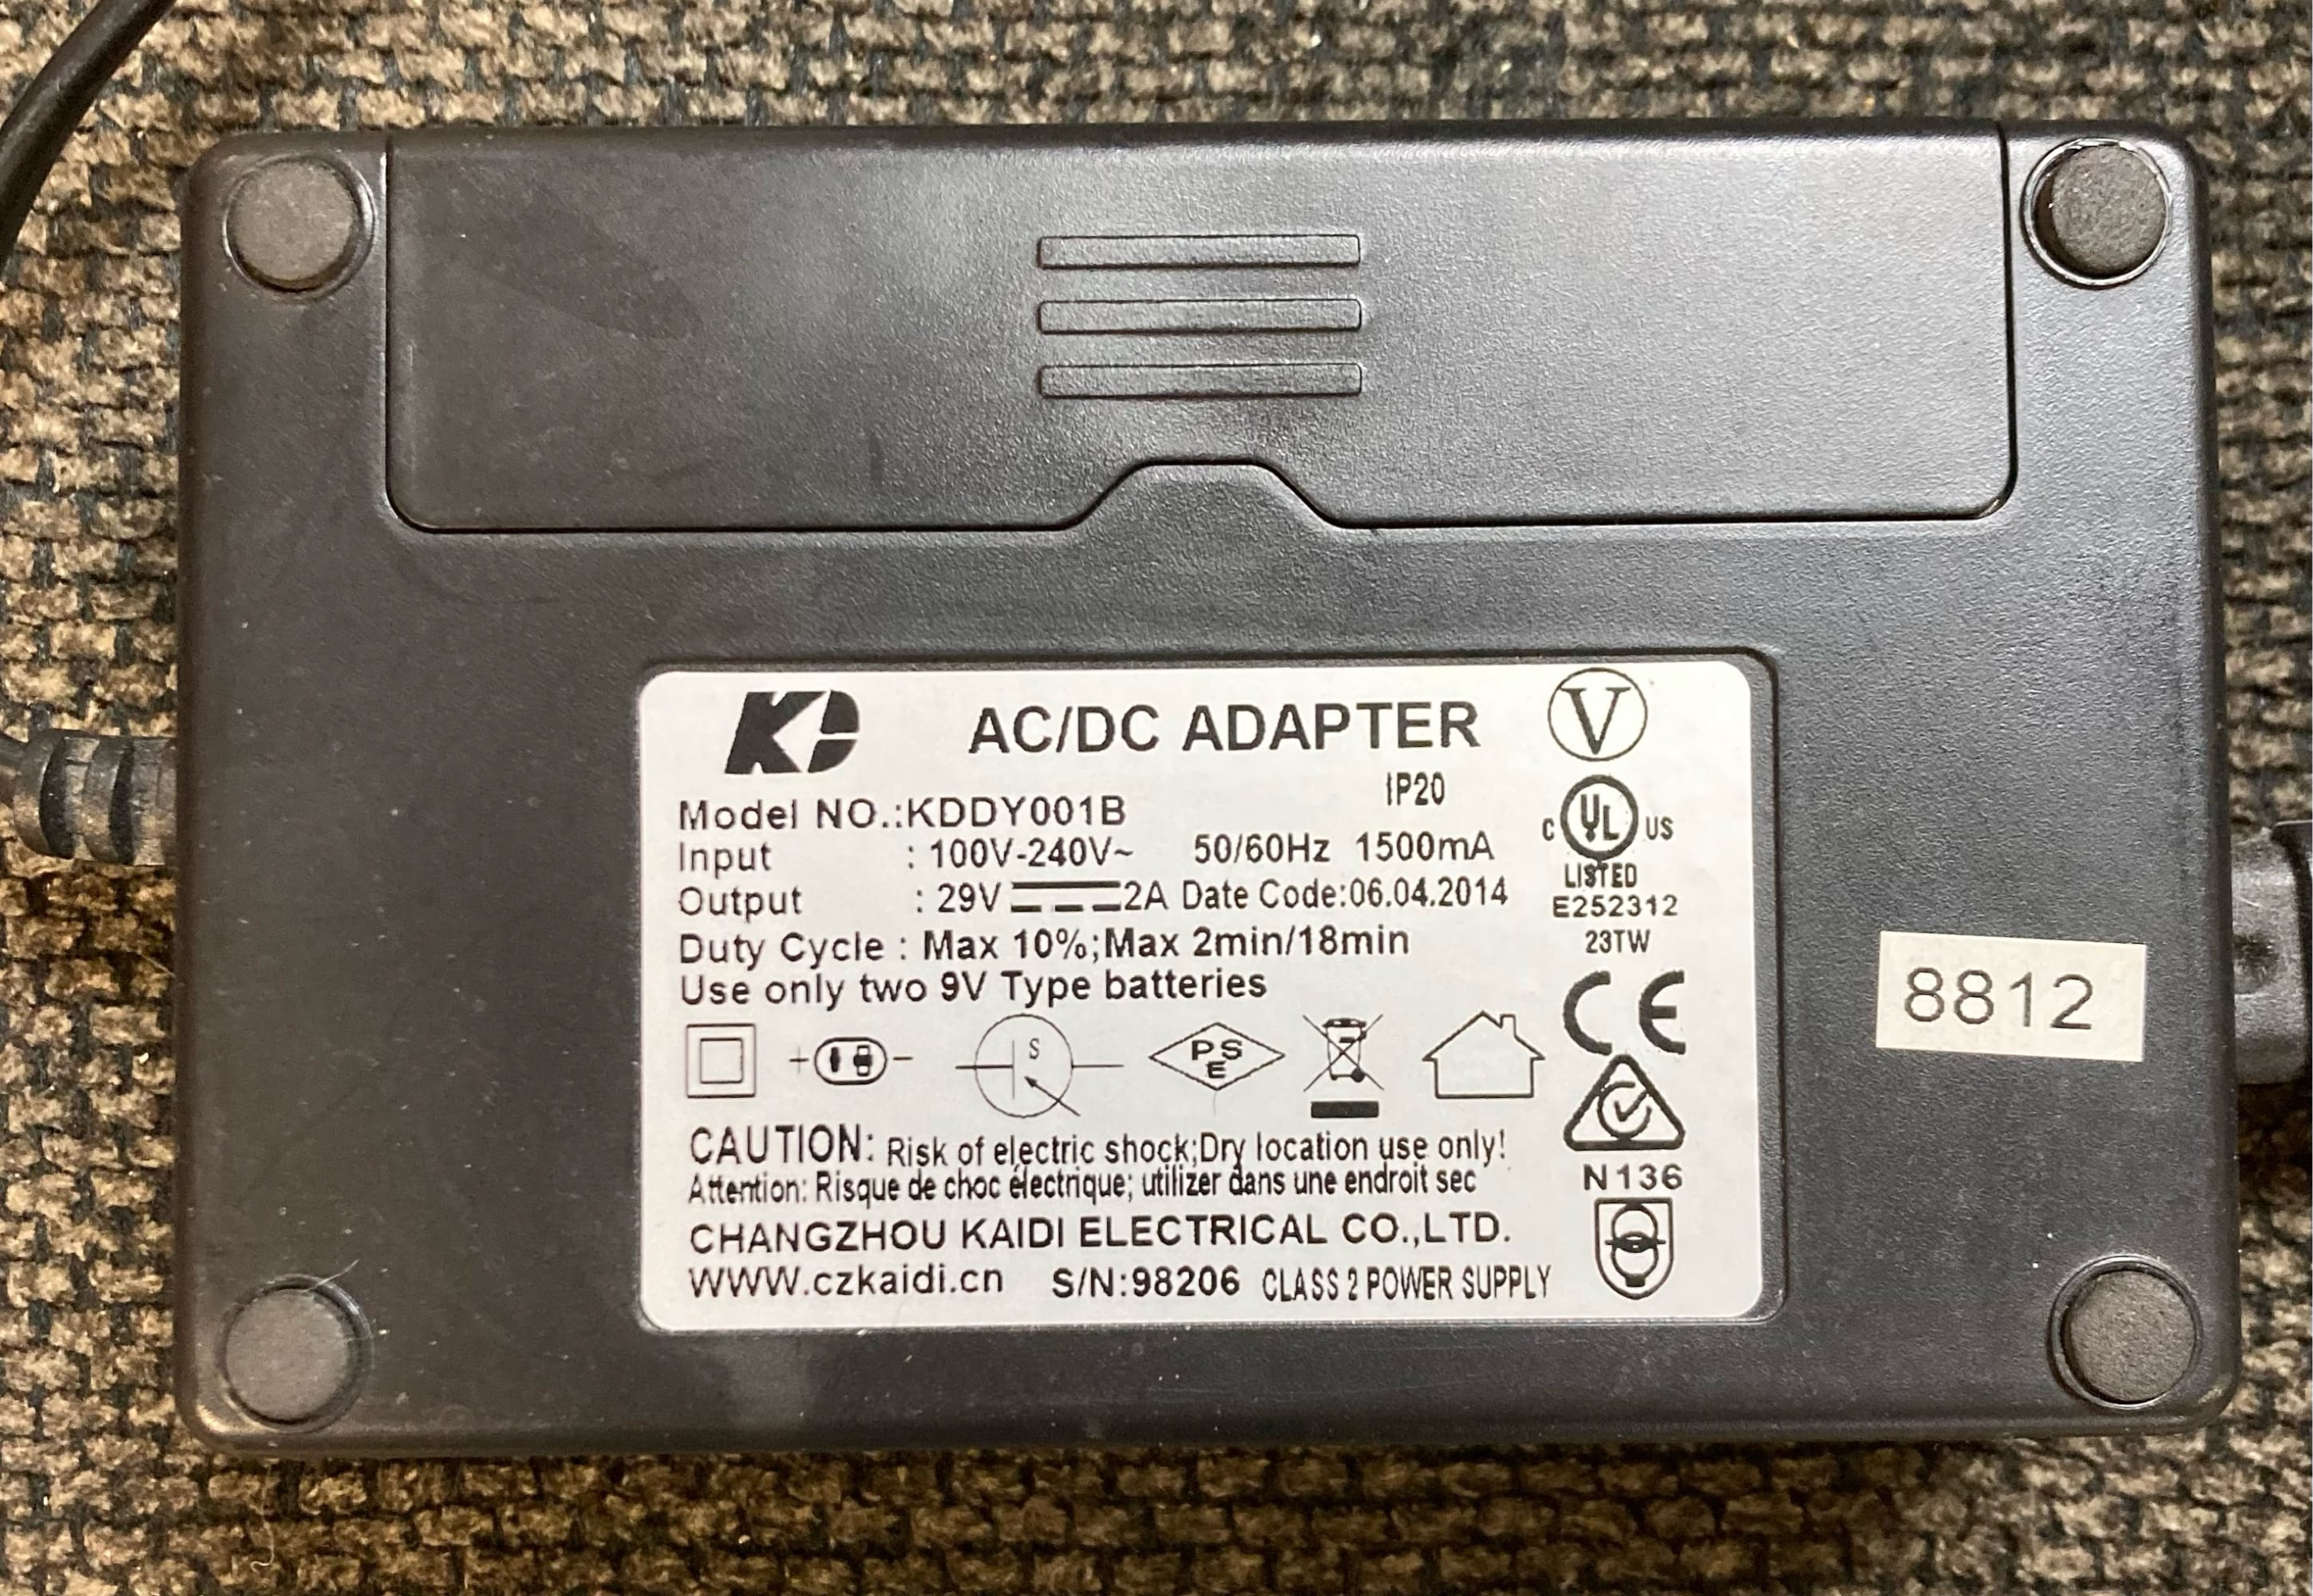 KD AC/DC ADAPTER V
IP20
Model NO.:KDDY001B
Input : 100V-240V~ 50/60Hz 1500mA
Output : 29V 2A Date Code:06.04.2014
Duty Cycle : Max 10%;Max 2min/18min
Use only two 9V Type batteries
C UL US
LISTED
E252312
23TW
CE
8812
+ -
S
PSE
CAUTION: Risk of electric shock;Dry location use only!
Attention: Risque de choc électrique; utilizer dans une endroit sec
N136
CHANGZHOU KAIDI ELECTRICAL CO.,LTD.
WWW.czkaidi.cn S/N:98206 CLASS 2 POWER SUPPLY